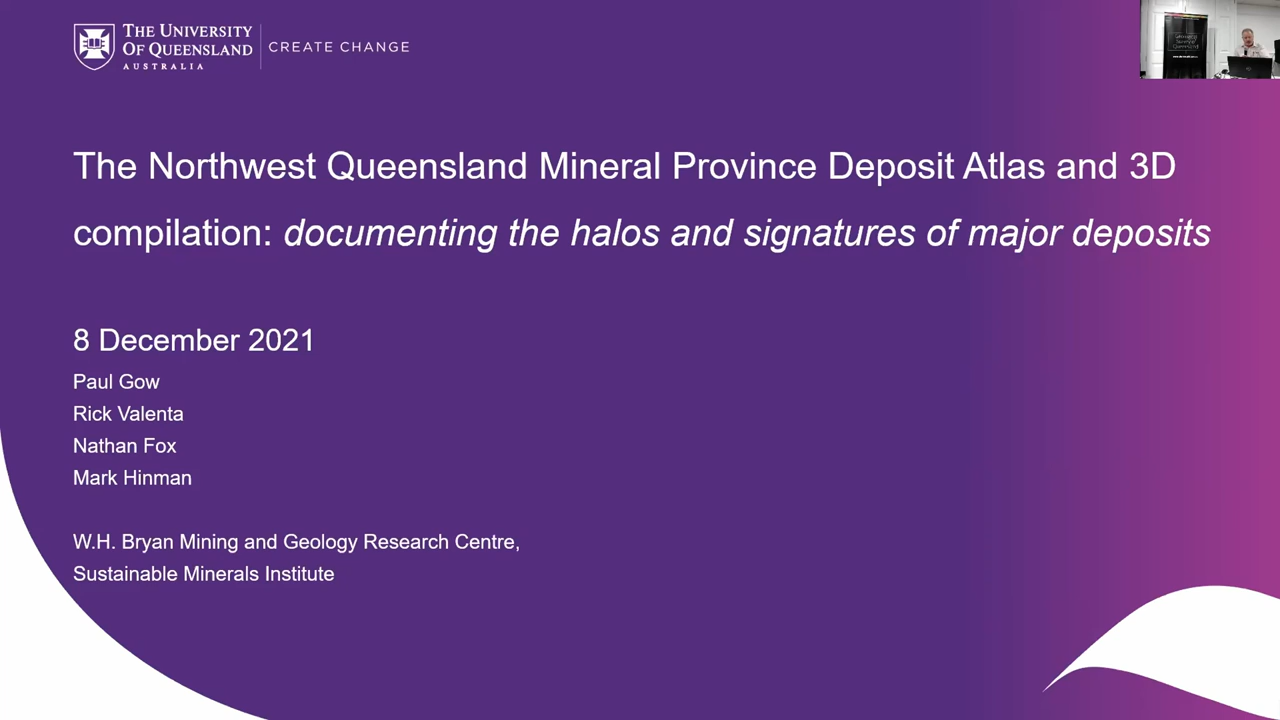 THE UNIVERSITY
OF QUEENSLAND
AUSTRALIA
CREATE CHANGE
The Northwest Queensland Mineral Province Deposit Atlas and 3D
compilation: documenting the halos and signatures of major deposits
8 December 2021
Paul Gow
Rick Valenta
Nathan Fox
Mark Hinman
W.H. Bryan Mining and Geology Research Centre,
Sustainable Minerals Institute